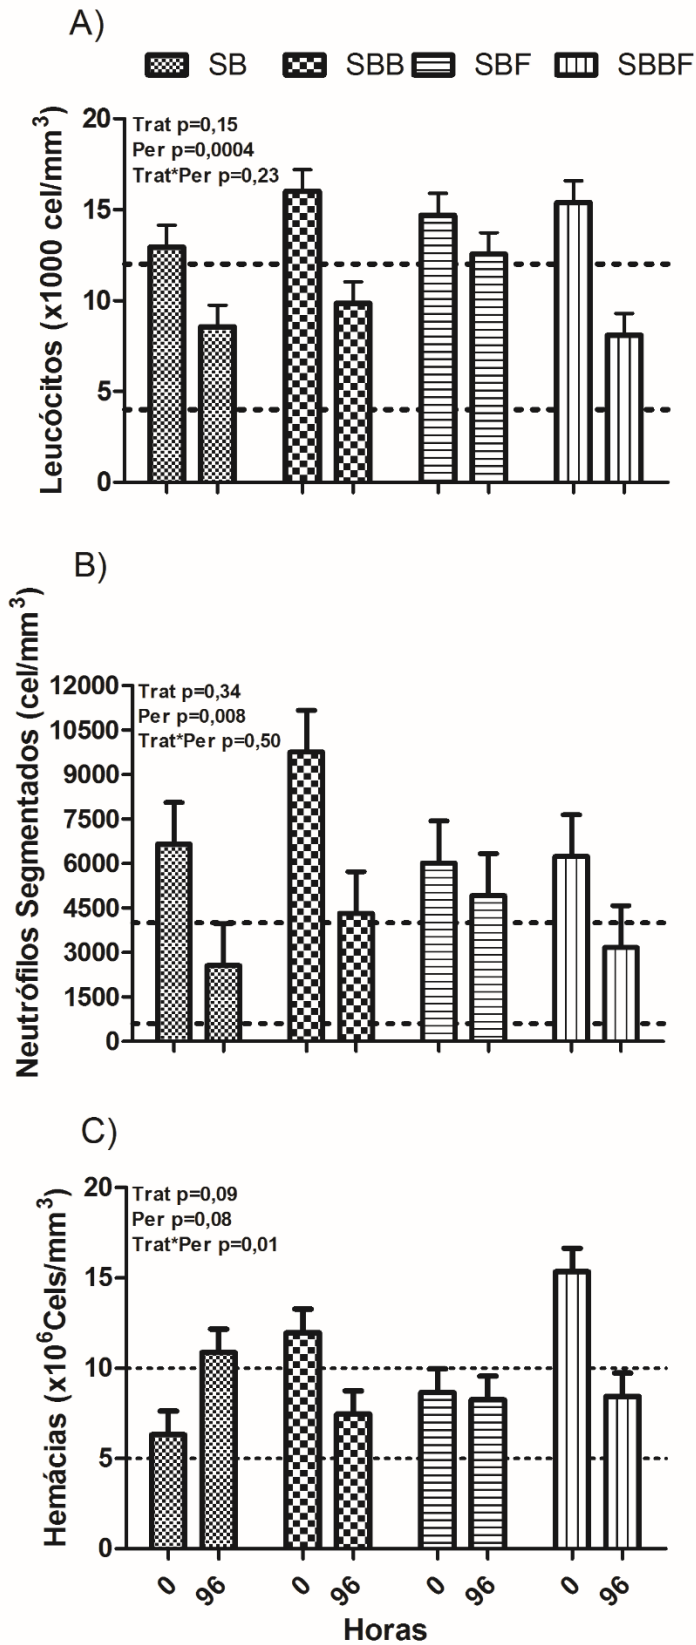 A)
SB SBB SBF SBBF
Leucócitos (x1000 cel/mm³)
20
15
10
5
0
Trat p=0,15
Per p=0,0004
Trat*Per p=0,23
B)
Neutrófilos Segmentados (cel/mm³)
12000
10500
9000
7500
6000
4500
3000
1500
0
Trat p=0,34
Per p=0,008
Trat*Per p=0,50
C)
Hemácias (x10⁶Cels/mm³)
20
15
10
5
0
Trat p=0,09
Per p=0,08
Trat*Per p=0,01
0 96 0 96 0 96 0 96
Horas